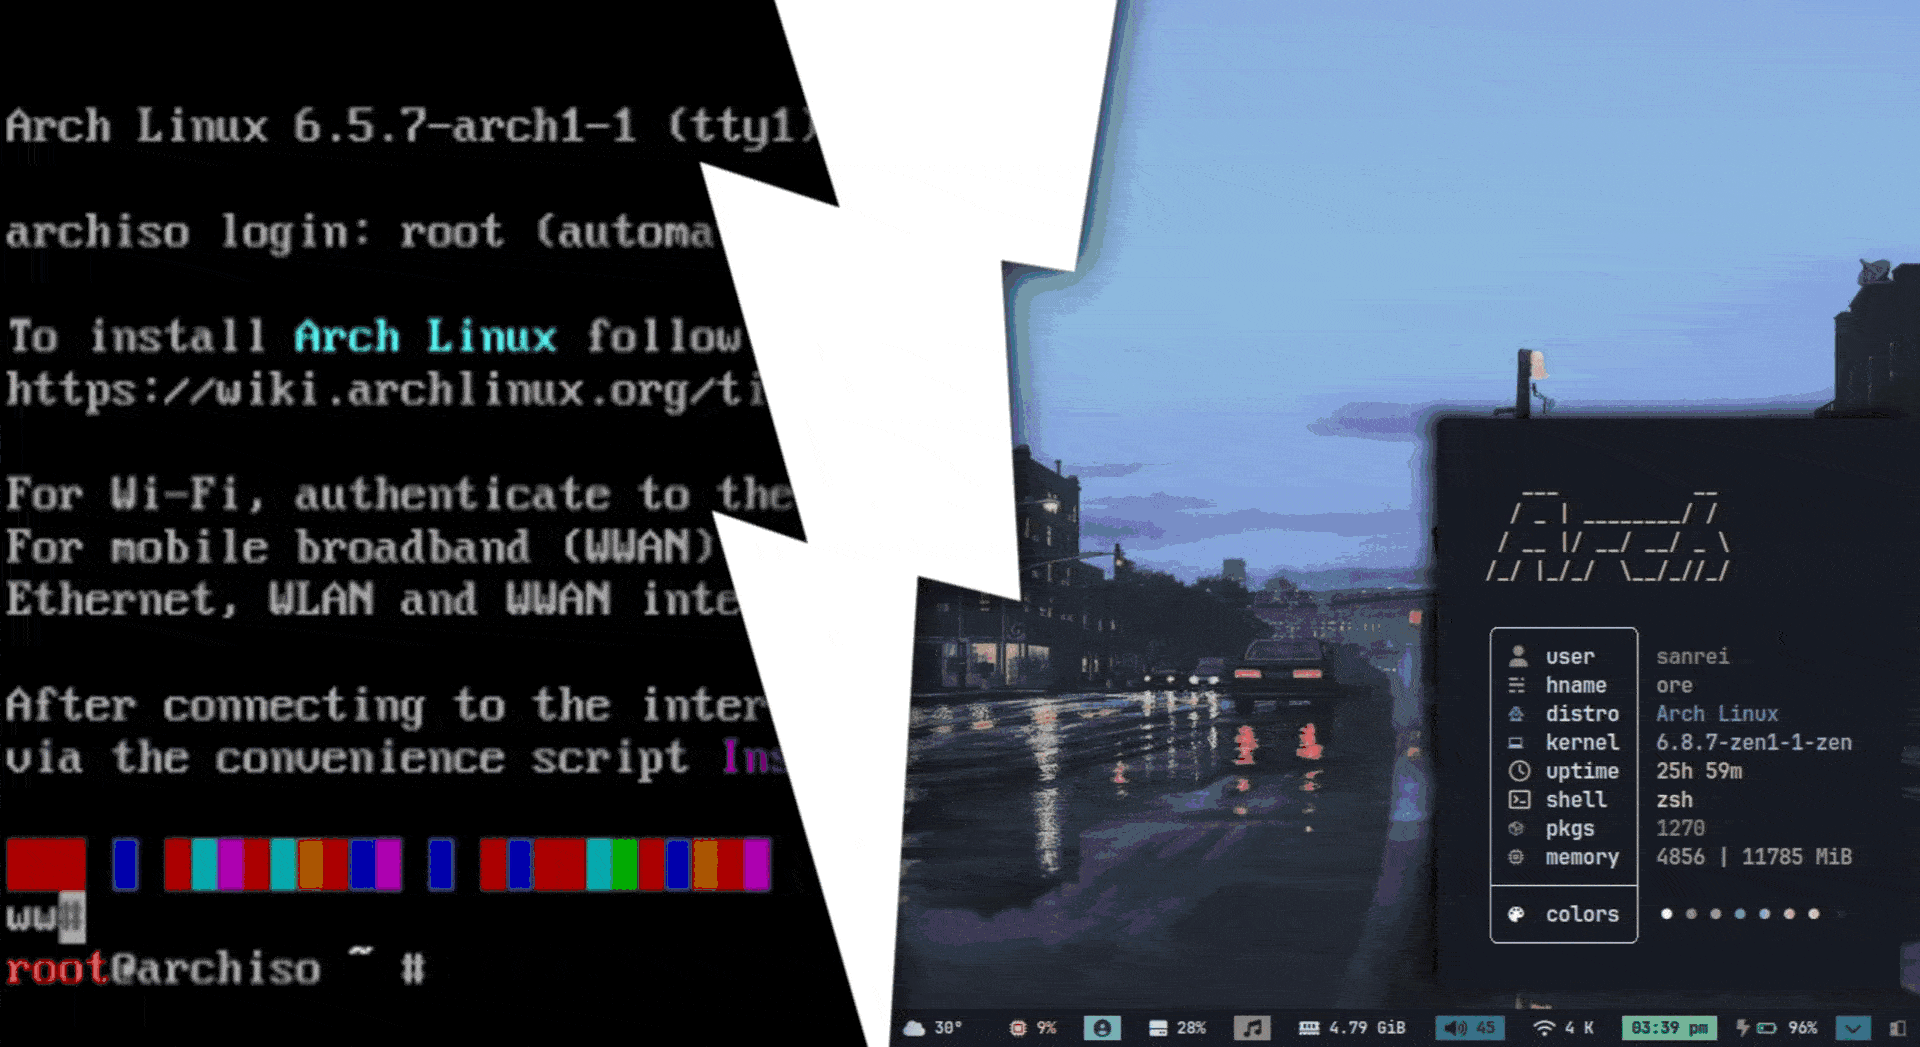 Arch Linux 6.5.7-arch1-1 (tty1)
archiso login: root (automa
To install Arch Linux follow
https://wiki.archlinux.org/ti
For Wi-Fi, authenticate to the
For mobile broadband (WWAN)
Ethernet, WLAN and WWAN inte
After connecting to the inter
via the convenience script Ins
ww#
root@archiso ~ #
Arch
user sanrei
hname ore
distro Arch Linux
kernel 6.8.7-zen1-1-zen
uptime 25h 59m
shell zsh
pkgs 1270
memory 4856 | 11785 MiB
colors
30° 9% 28% 4.79 GiB 45 4 K 03:39 pm 96%